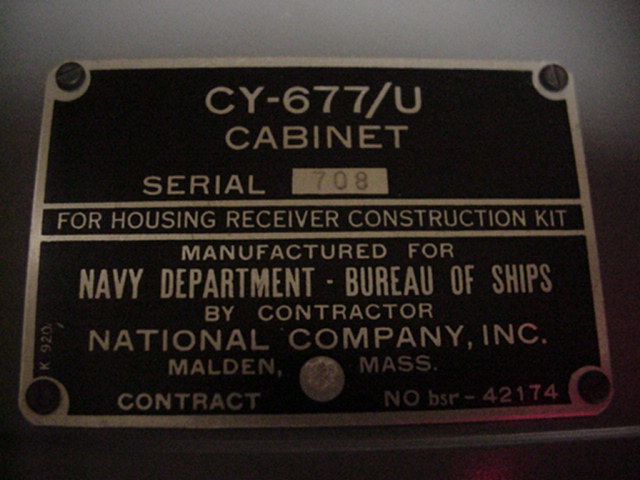 CY-677/U
CABINET
SERIAL 708
FOR HOUSING RECEIVER CONSTRUCTION KIT
MANUFACTURED FOR
NAVY DEPARTMENT - BUREAU OF SHIPS
BY CONTRACTOR
NATIONAL COMPANY, INC.
MALDEN, MASS.
CONTRACT NO bsr-42174
K 920